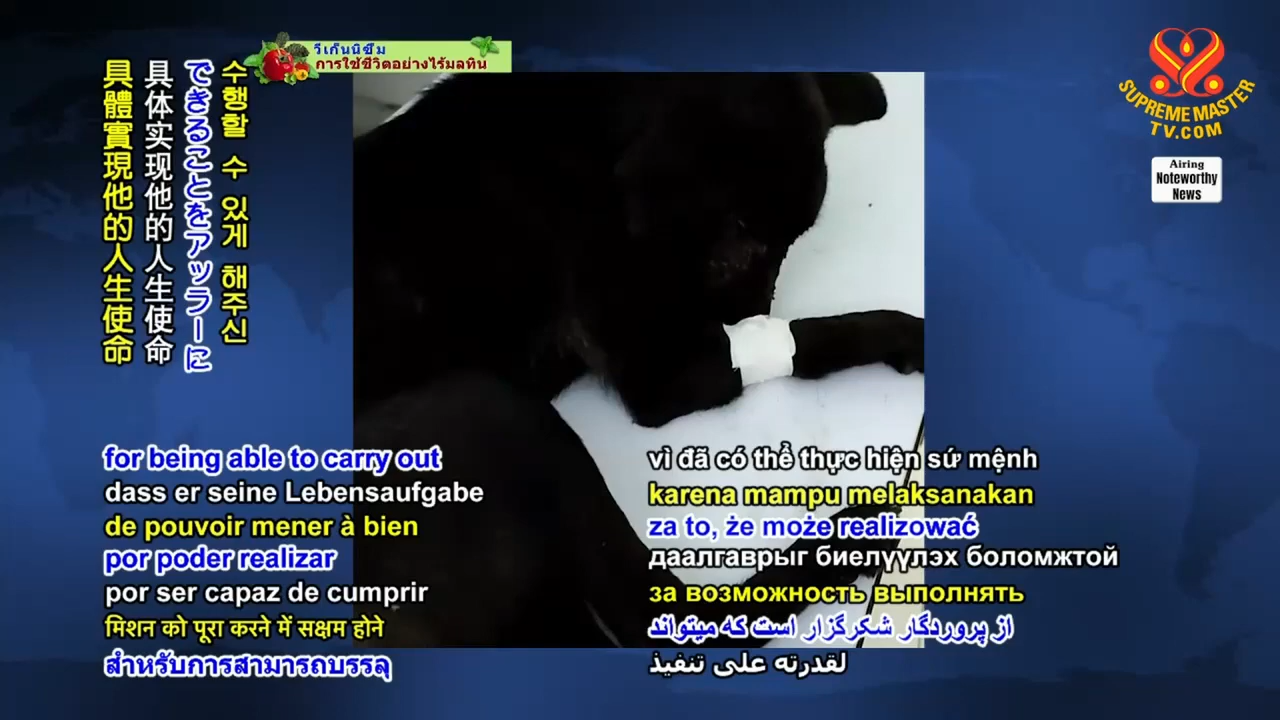 วีเก้นนิซึม
การใช้ชีวิตอย่างไร้มลทิน
SUPREME MASTER
TV.COM
Airing
Noteworthy
News
수행할 수 있게 해주신
できることをアッラーに
具体实现他的人生使命
具體實現他的人生使命
for being able to carry out
dass er seine Lebensaufgabe
de pouvoir mener à bien
por poder realizar
por ser capaz de cumprir
मिशन को पूरा करने में सक्षम होने
สำหรับการสามารถบรรลุ
vì đã có thể thực hiện sứ mệnh
karena mampu melaksanakan
za to, że może realizować
даалгаврыг биелүүлэх боломжтой
за возможность выполнять
از پروردگار شکرگزار است که میتواند
لقدرته على تنفيذ